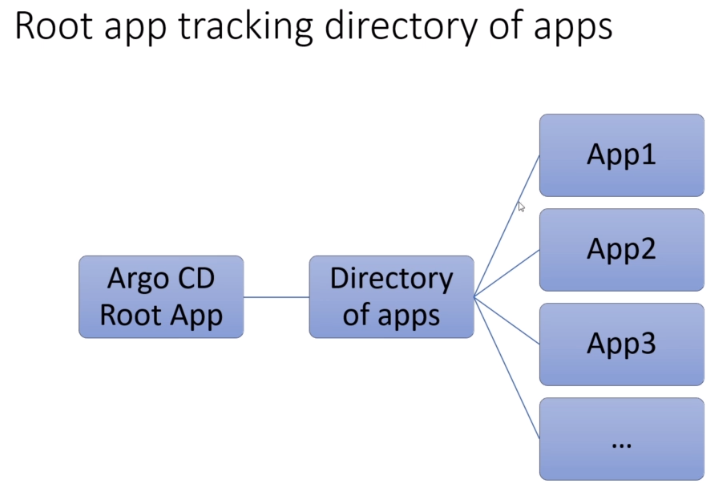 Root app tracking directory of apps
Argo CD
Root App
Directory
of apps
App1
App2
App3
...